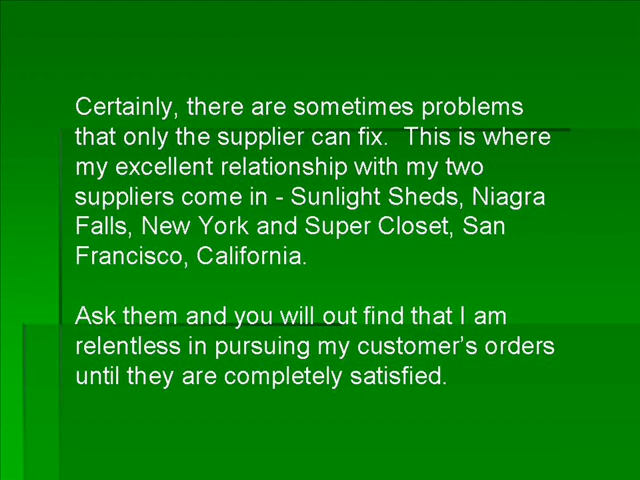 Certainly, there are sometimes problems
that only the supplier can fix.  This is where
my excellent relationship with my two
suppliers come in - Sunlight Sheds, Niagra
Falls, New York and Super Closet, San
Francisco, California.
Ask them and you will out find that I am
relentless in pursuing my customer’s orders
until they are completely satisfied.